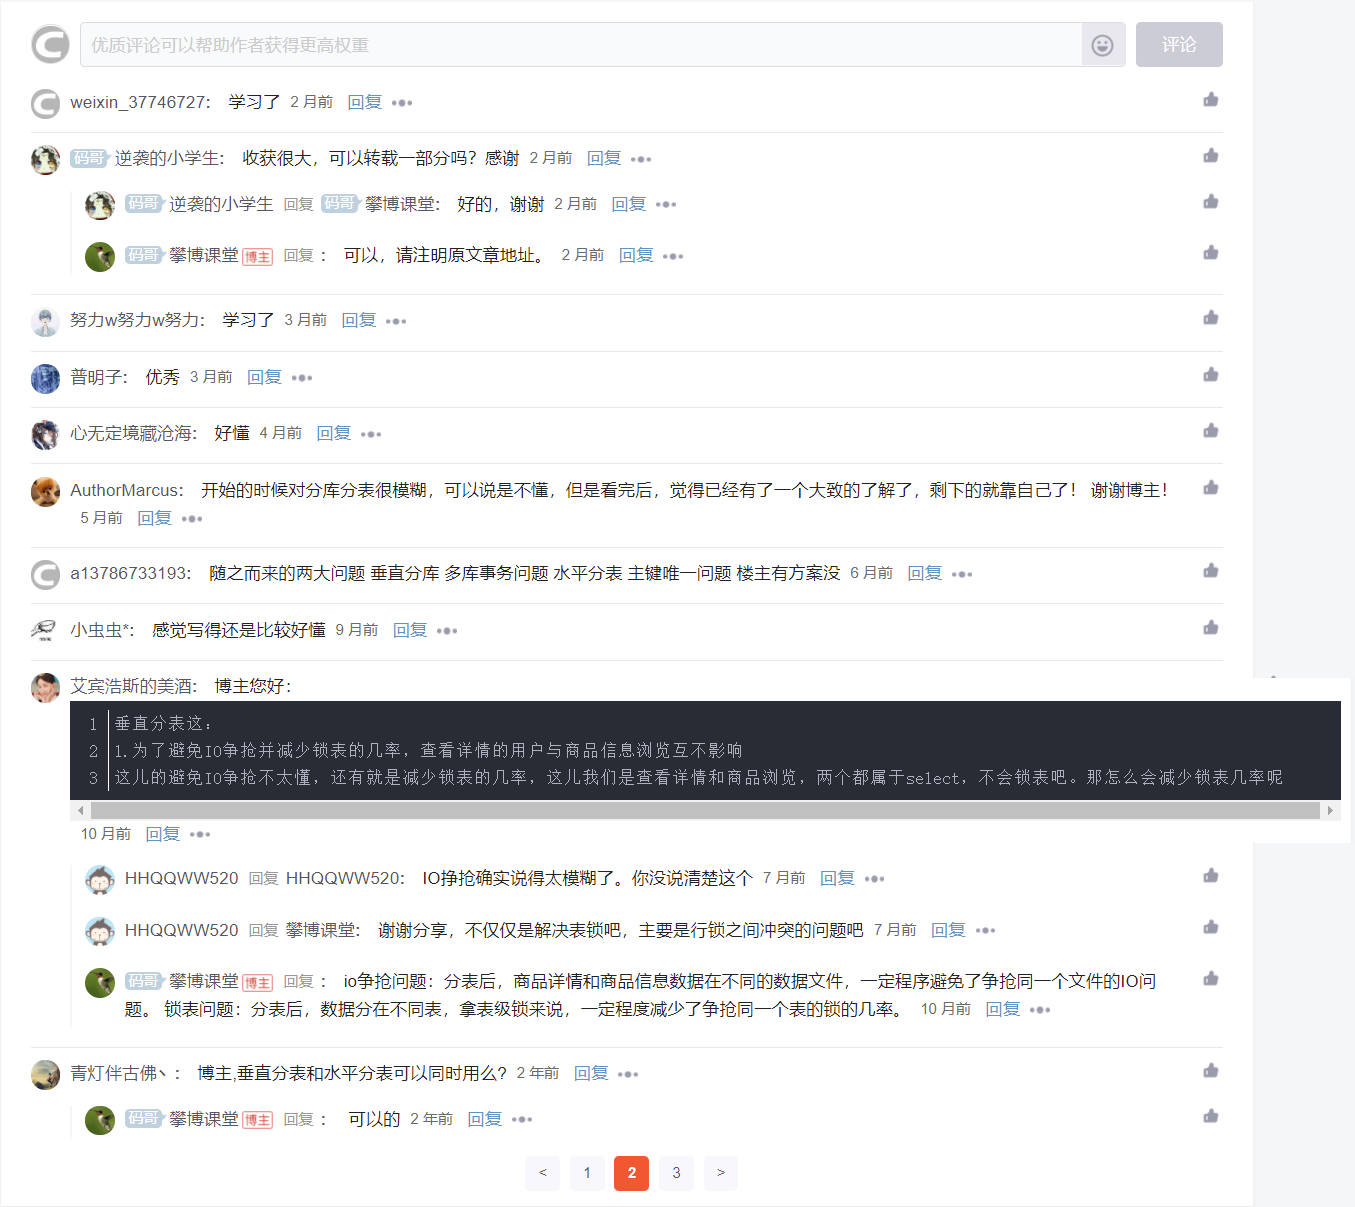 优质评论可以帮助作者获得更高权重 评论
weixin_37746727： 学习了 2 月前 回复
码哥 逆袭的小学生： 收获很大，可以转载一部分吗？感谢 2 月前 回复
码哥 逆袭的小学生 回复 码哥 攀博课堂： 好的，谢谢 2 月前 回复
码哥 攀博课堂 博主 回复 ： 可以，请注明原文章地址。 2 月前 回复
努力w努力w努力： 学习了 3 月前 回复
普明子： 优秀 3 月前 回复
心无定境藏沧海： 好懂 4 月前 回复
AuthorMarcus： 开始的时候对分库分表很模糊，可以说是不懂，但是看完后，觉得已经有了一个大致的了解了，剩下的就靠自己了！ 谢谢博主！
5 月前 回复
a13786733193： 随之而来的两大问题 垂直分库 多库事务问题 水平分表 主键唯一问题 楼主有方案没 6 月前 回复
小虫虫*： 感觉写得还是比较好懂 9 月前 回复
艾宾浩斯的美酒： 博主您好：
1 垂直分表这：
2 1.为了避免IO争抢并减少锁表的几率，查看详情的用户与商品信息浏览互不影响
3 这儿的避免IO争抢不太懂，还有就是减少锁表的几率，这儿我们是查看详情和商品浏览，两个都属于select，不会锁表吧。那怎么会减少锁表几率呢
10 月前 回复
HHQQWW520 回复 HHQQWW520： IO挣抢确实说得太模糊了。你没说清楚这个 7 月前 回复
HHQQWW520 回复 攀博课堂： 谢谢分享，不仅仅是解决表锁吧，主要是行锁之间冲突的问题吧 7 月前 回复
码哥 攀博课堂 博主 回复 ： io争抢问题：分表后，商品详情和商品信息数据在不同的数据文件，一定程序避免了争抢同一个文件的IO问
题。 锁表问题：分表后，数据分在不同表，拿表级锁来说，一定程度减少了争抢同一个表的锁的几率。 10 月前 回复
青灯伴古佛丶： 博主,垂直分表和水平分表可以同时用么？ 2 年前 回复
码哥 攀博课堂 博主 回复 ： 可以的 2 年前 回复
< 1 2 3 >